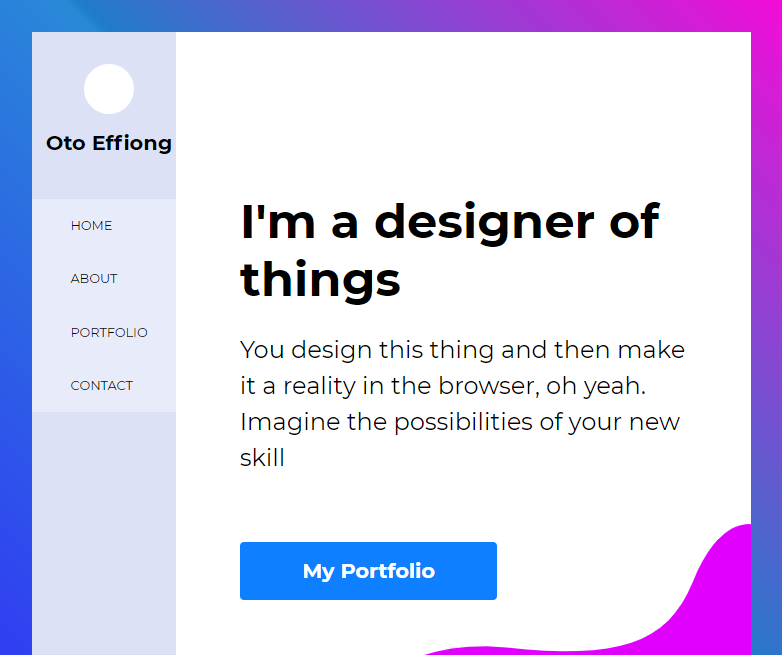 Oto Effiong
HOME
ABOUT
PORTFOLIO
CONTACT
I'm a designer of
things
You design this thing and then make
it a reality in the browser, oh yeah.
Imagine the possibilities of your new
skill
My Portfolio